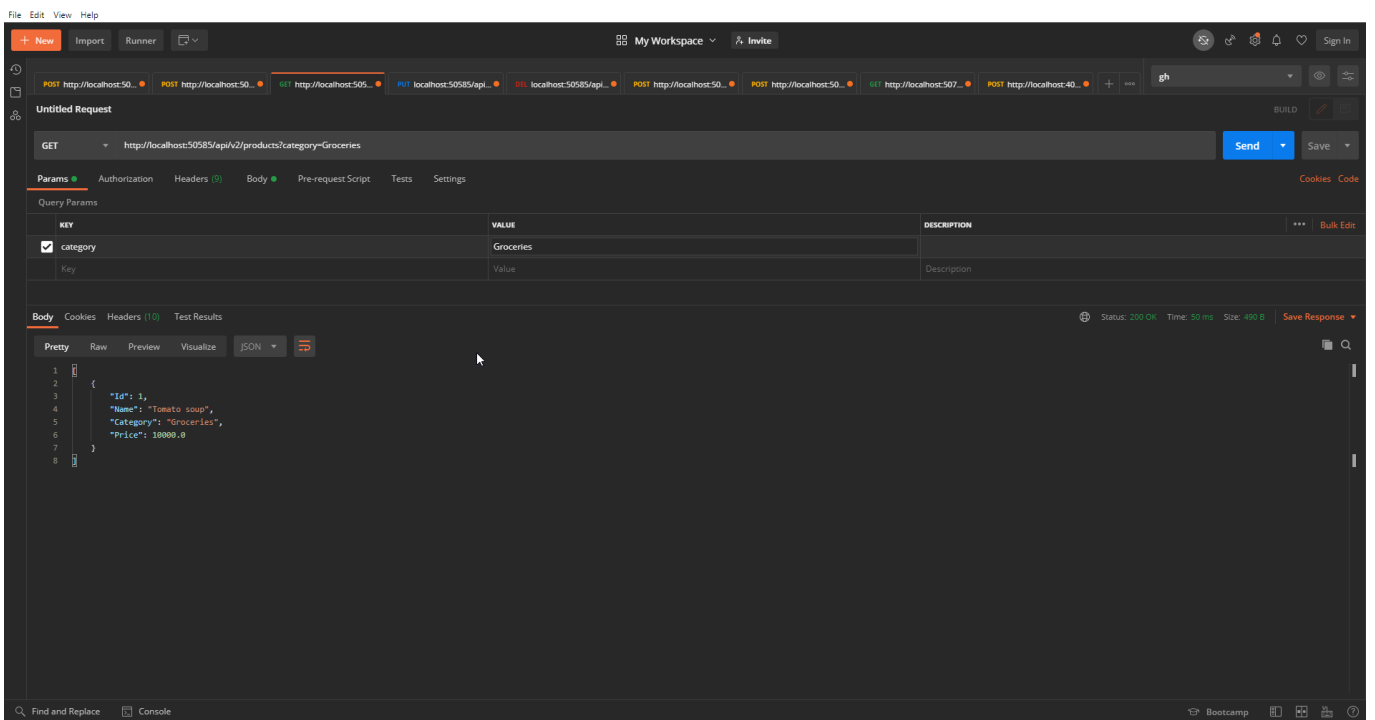 File Edit View Help
+ New Import Runner My Workspace Invite Sign In
POST http://localhost:50... POST http://localhost:50... GET http://localhost:505... PUT localhost:50585/api... DEL localhost:50585/api... POST http://localhost:50... POST http://localhost:50... GET http://localhost:507... POST http://localhost:40... + ••• gh
Untitled Request BUILD
GET http://localhost:50585/api/v2/products?category=Groceries Send Save
Params Authorization Headers (9) Body Pre-request Script Tests Settings Cookies Code
Query Params
KEY VALUE DESCRIPTION ••• Bulk Edit
category Groceries
Key Value Description
Body Cookies Headers (10) Test Results Status: 200 OK Time: 50 ms Size: 490 B Save Response
Pretty Raw Preview Visualize JSON
1 [
2 {
3 "Id": 1,
4 "Name": "Tomato soup",
5 "Category": "Groceries",
6 "Price": 10000.0
7 }
8 ]
Find and Replace Console Bootcamp